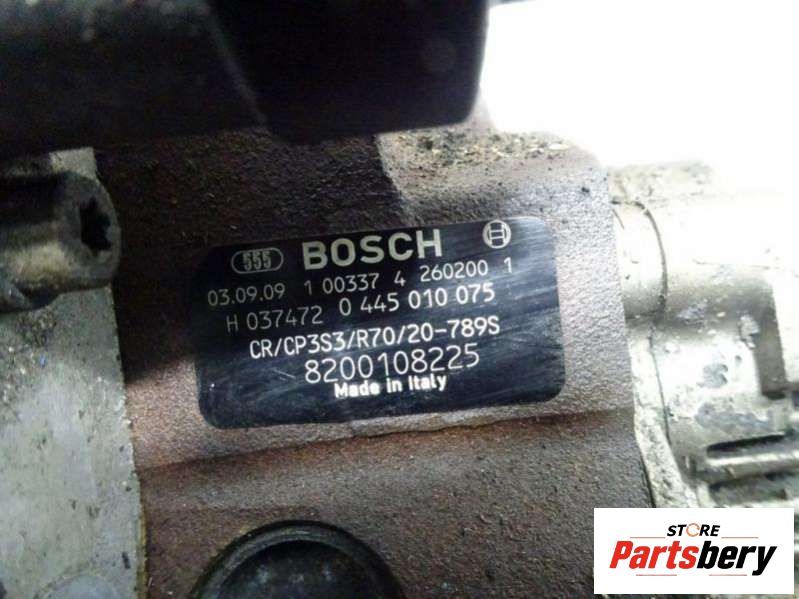 555 BOSCH
03.09.09 1 00337 4 260200 1
H 037472 0 445 010 075
CR/CP3S3/R70/20-789S
8200108225
Made in Italy
STORE
Partsbery